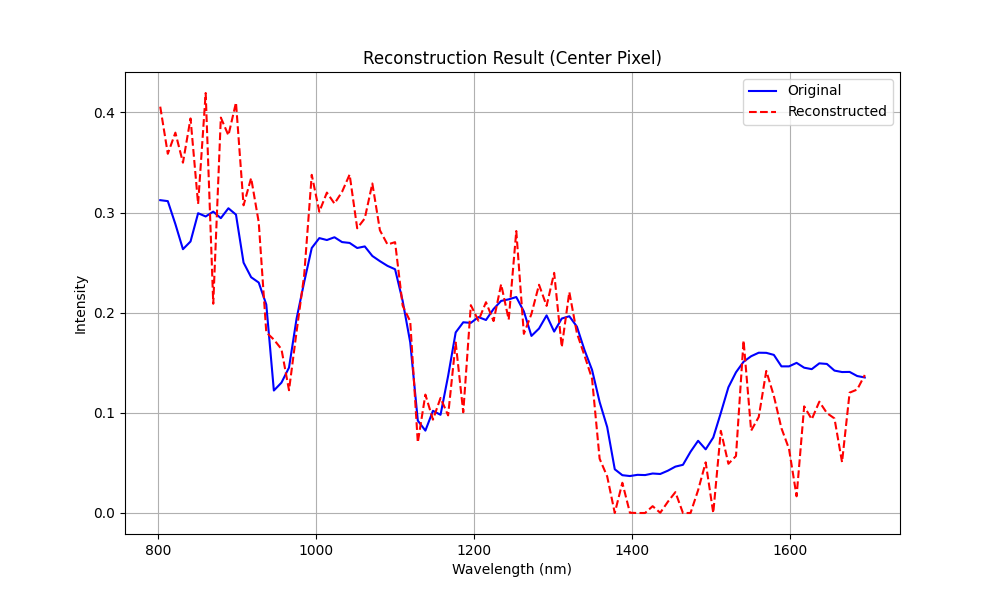 Reconstruction Result (Center Pixel)
Original
Reconstructed
Intensity
0.4
0.3
0.2
0.1
0.0
800 1000 1200 1400 1600
Wavelength (nm)